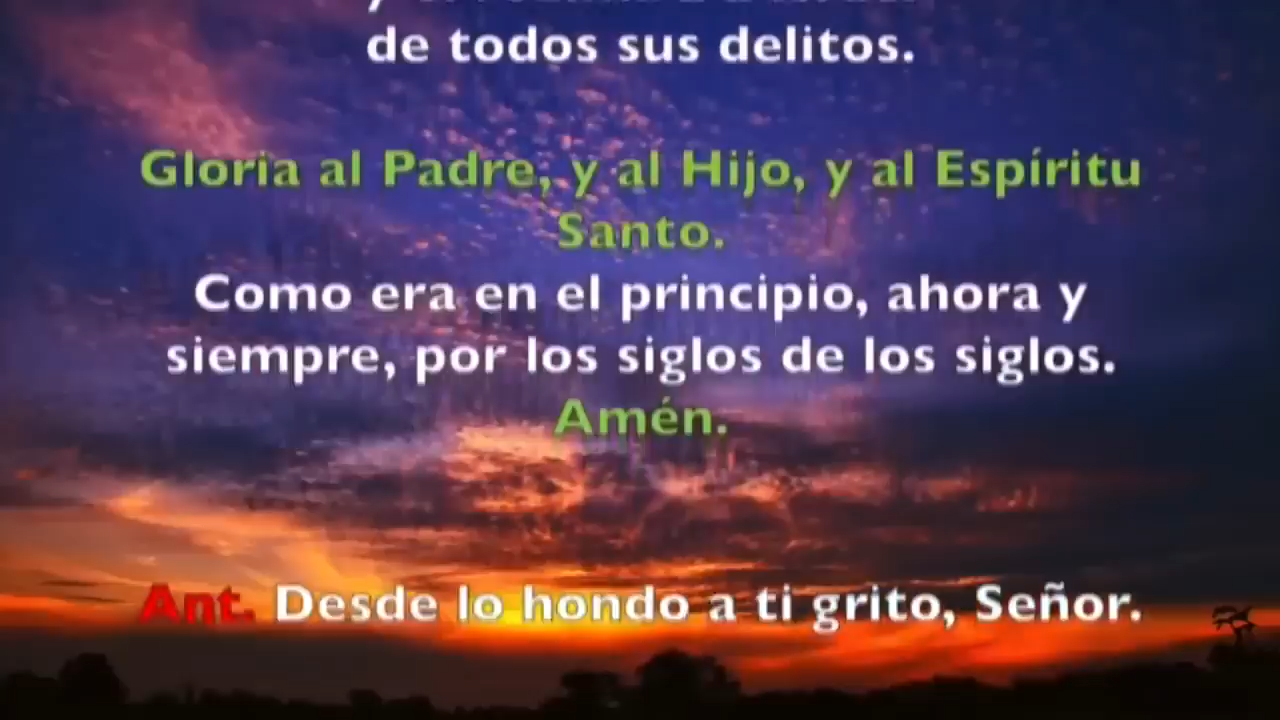 de todos sus delitos.
Gloria al Padre, y al Hijo, y al Espíritu
Santo.
Como era en el principio, ahora y
siempre, por los siglos de los siglos.
Amén.
Ant. Desde lo hondo a ti grito, Señor.